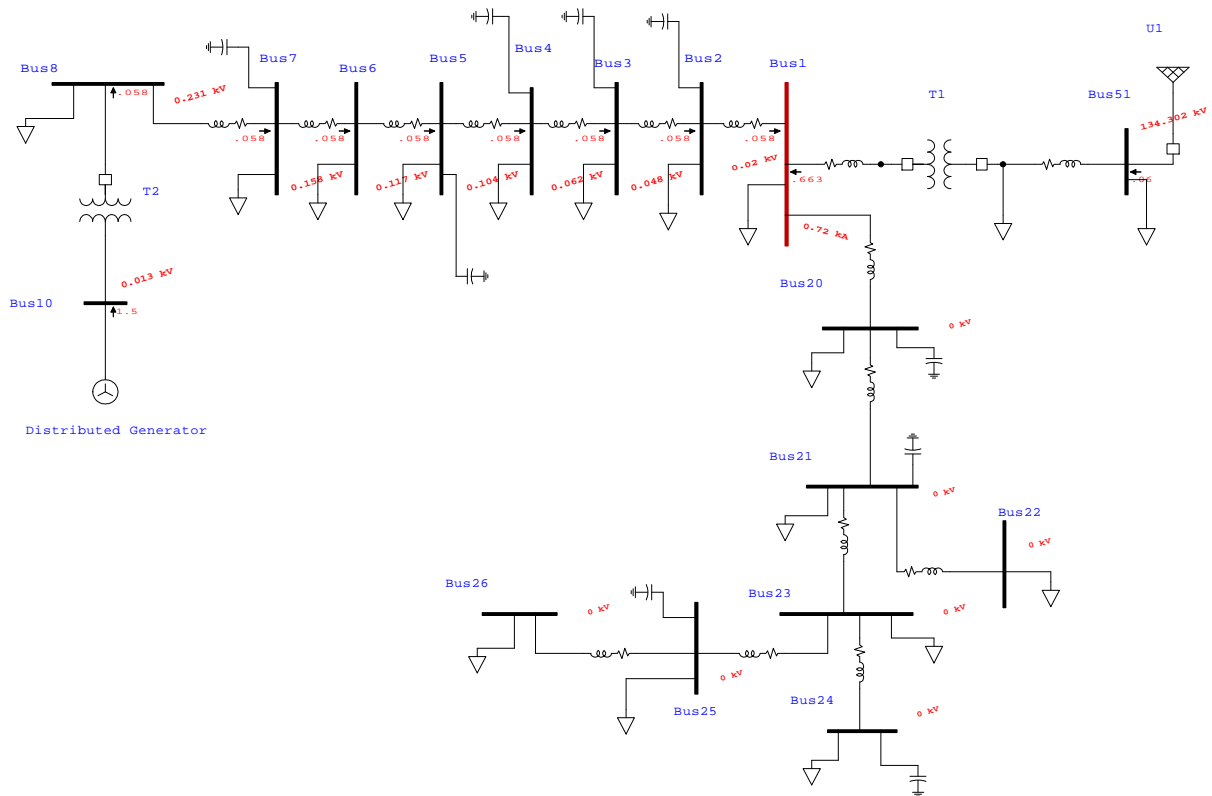 U1
Bus4
Bus7
Bus3
Bus2
Bus1
Bus5
Bus6
Bus8
T1
Bus51
.058
0.231 kV
134.302 kV
.058
.058
.058
.058
.058
.058
.058
0.158 kV
0.117 kV
0.104 kV
0.062 kV
0.048 kV
0.02 kV
.663
.06
T2
0.72 kA
0.013 kV
Bus20
Bus10
1.5
0 kV
Distributed Generator
Bus21
0 kV
Bus22
0 kV
Bus26
Bus23
0 kV
0 kV
0 kV
Bus24
Bus25
0 kV